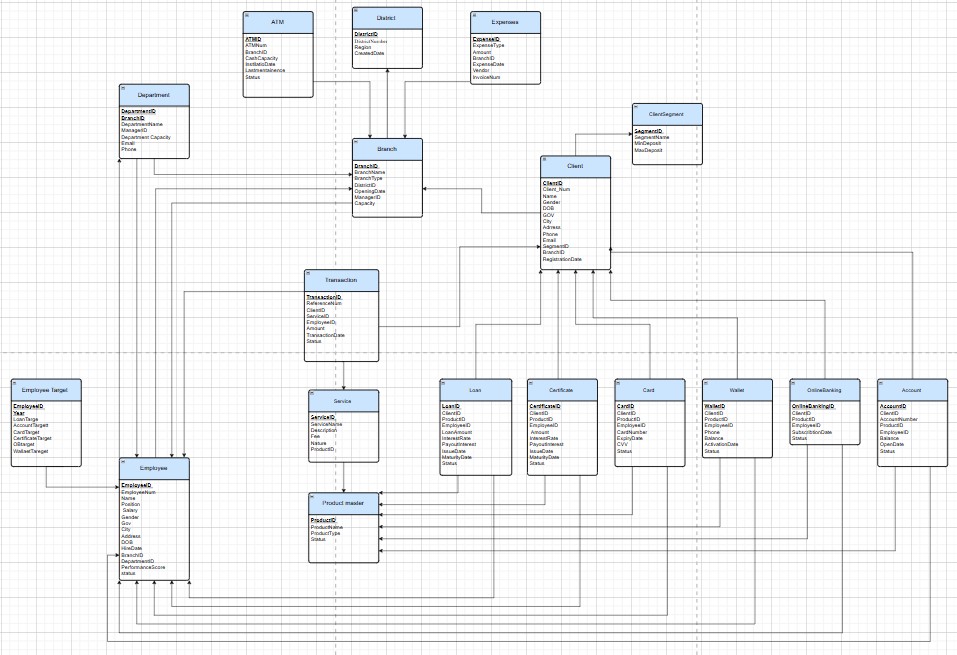 ATM
ATMID
ATMNum
BranchID
CashCapacity
InstllatioDate
Lastmentainence
Status
District
DistrictID
DistrictNumber
Region
CreatedDate
Expenses
ExpenseID
ExpenseType
Amount
BranchID
ExpenseDate
Vendor
InvoiceNum
Department
DepartmentID
BranchID
DepartmentName
ManagerID
Department Capacity
Email
Phone
Branch
BranchID
BranchName
BranchType
DistrictID
OpeningDate
ManagerID
Capacity
ClientSegment
SegmentID
SegmentName
MinDeposit
MaxDeposit
Client
ClientID
Client_Num
Name
Gender
DOB
GOV
City
Adress
Phone
Email
SegmentID
BranchID
RegistrationDate
Transaction
TransactionID
ReferenceNum
ClientID
ServiceID
EmployeeID
Amount
TransactionDate
Status
Employee Target
EmployeeID
Year
LoanTarge
AccountTargett
CardTarget
CertificateTarget
OBtarget
WallaetTarget
Service
ServiceID
ServiceName
Description
Fee
Nature
ProductID
Loan
LoanID
ClientID
ProductID
EmployeeID
LoanAmount
InterestRate
PayoutInterest
IssueDate
MaturityDate
Status
Certificate
CertificateID
ClientID
ProductID
EmployeeID
Amount
InterestRate
PayoutInterest
IssueDate
MaturityDate
Status
Card
CardID
ClientID
ProductID
EmployeeID
CardNumber
ExpiryDate
CVV
Status
Wallet
WalletID
ClientID
ProductID
EmployeeID
Phone
Balance
ActivationDate
Status
OnlineBanking
OnlineBankingID
ClientID
ProductID
EmployeeID
SubscribtionDate
Status
Account
AccountID
ClientID
AccountNumber
ProductID
EmployeeID
Balance
OpenDate
Status
Employee
EmployeeID
EmployeeNum
Name
Position
Salary
Gender
Gov
City
Address
DOB
HireDate
BranchID
DepartmentID
PerformanceScore
status
Product master
ProductID
ProductName
ProductType
Status